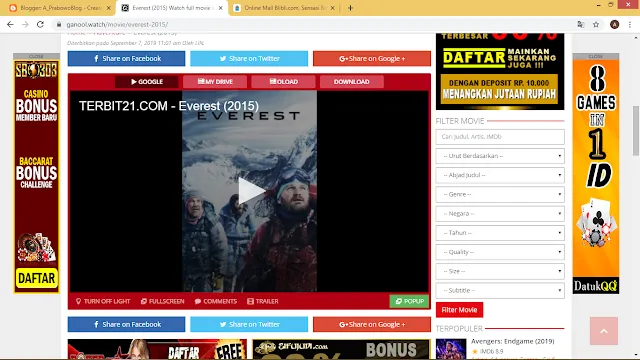 Blogger: A_PrabowoBlog - Creat
Everest (2015) Watch full movie
Online Mall Blibli.com, Sensasi B
ganool.watch/movie/everest-2015/
Diterbitkan pada September 7, 2019 11:01 am Oleh LDK
Share on Facebook
Share on Twitter
Share on Google +
TERBESAR
DAFTAR MAINKAN SEKARANG JUGA !!!
DENGAN DEPOSIT RP. 10.000
MENANGKAN JUTAAN RUPIAH
CLOSE
CASINO
BONUS
MEMBER BARU
BACCARAT
BONUS
CHALLENGE
DAFTAR
GOOGLE
MY DRIVE
OLOAD
DOWNLOAD
TERBIT21.COM - Everest (2015)
EVEREST
TURN OFF LIGHT
FULLSCREEN
COMMENTS
TRAILER
POPUP
FILTER MOVIE
Cari Judul, Artis, IMDb
-- Urut Berdasarkan --
-- Abjad Judul --
-- Genre --
-- Negara --
-- Tahun --
-- Quality --
-- Size --
-- Subtitle --
Filter Movie
CLOSE
8
GAMES
IN
1
ID
DatukQQ
Share on Facebook
Share on Twitter
Share on Google +
DAFTAR
FREE
BONUS
TERPOPULER
Avengers: Endgame (2019)
IMDb 8.9